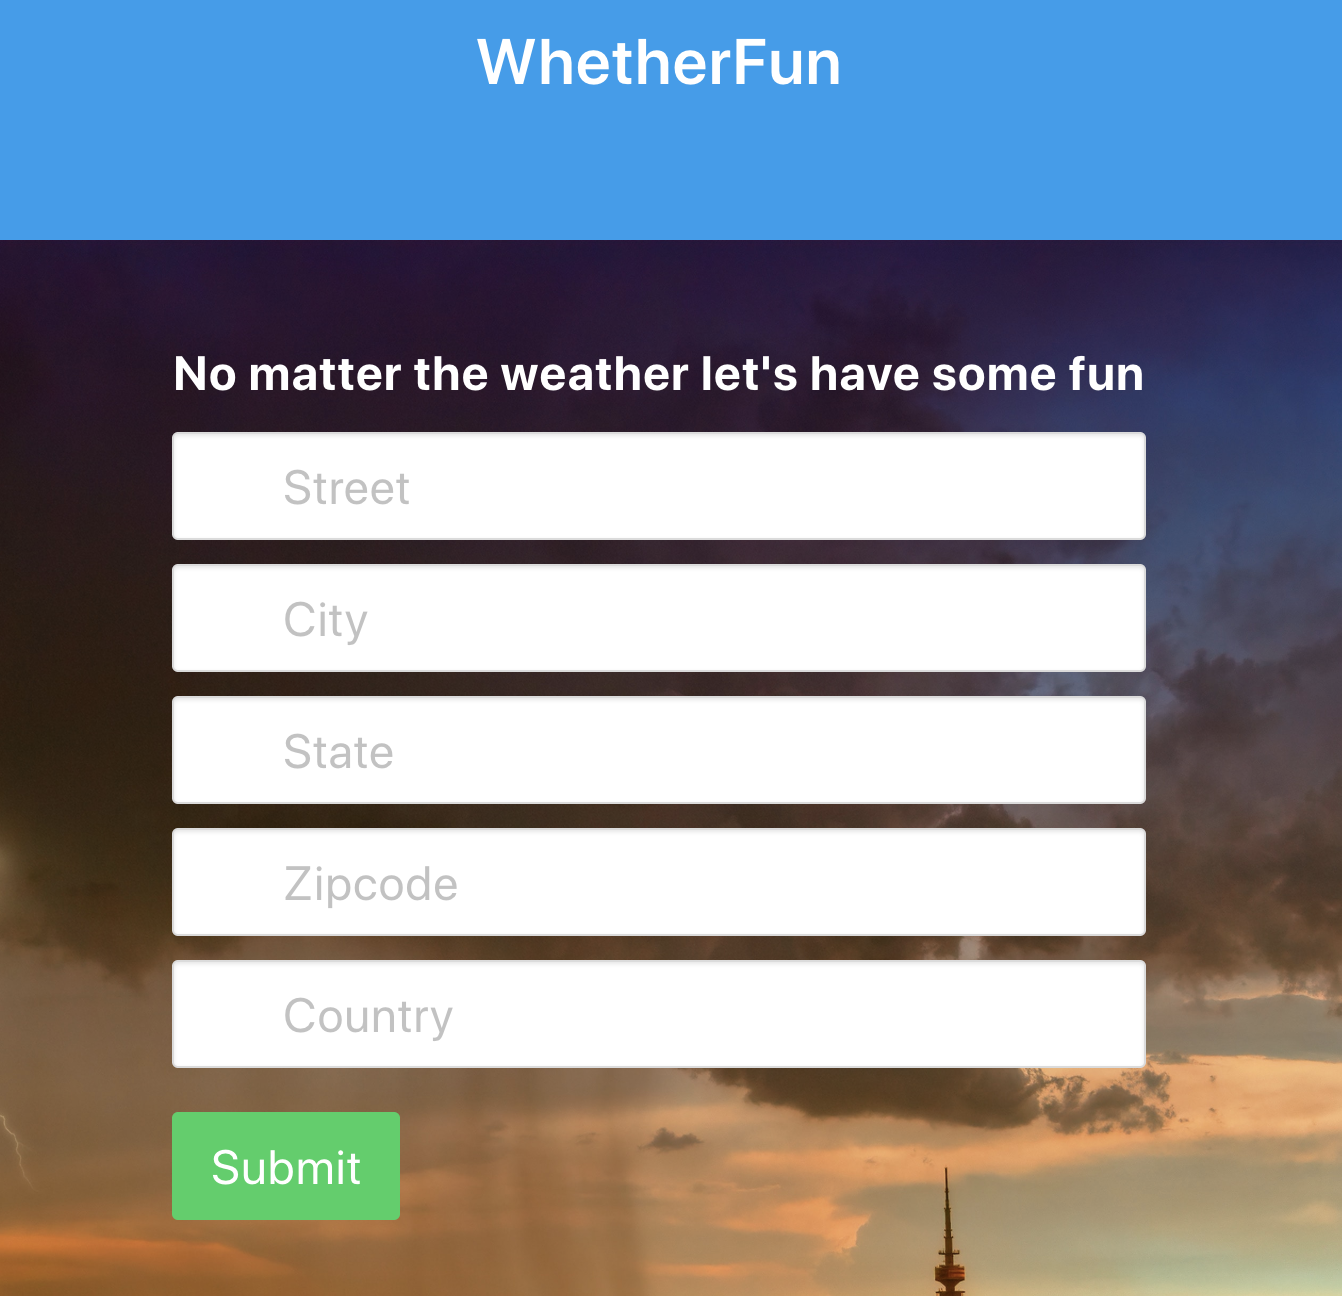 WhetherFun
No matter the weather let's have some fun
Street
City
State
Zipcode
Country
Submit